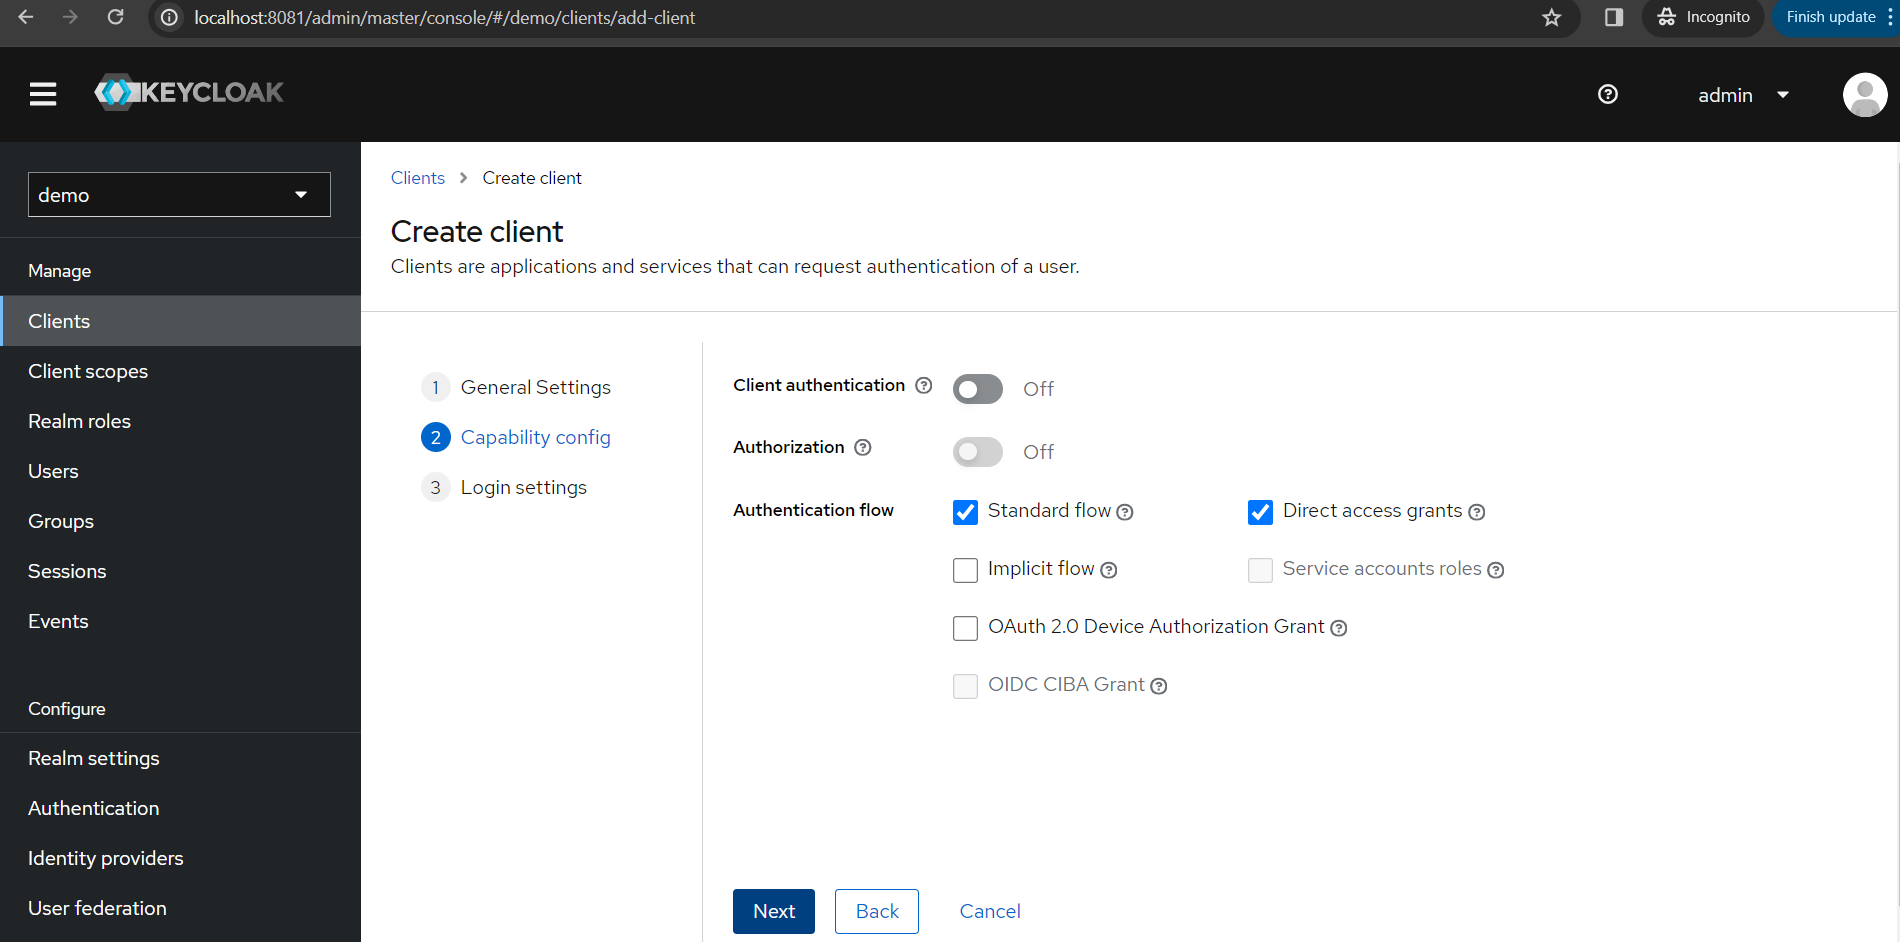 localhost:8081/admin/master/console/#/demo/clients/add-client
Incognito
Finish update
KEYCLOAK
admin
demo
Manage
Clients
Client scopes
Realm roles
Users
Groups
Sessions
Events
Configure
Realm settings
Authentication
Identity providers
User federation
Clients > Create client
Create client
Clients are applications and services that can request authentication of a user.
1 General Settings
2 Capability config
3 Login settings
Client authentication ? Off
Authorization ? Off
Authentication flow
Standard flow ? Direct access grants ?
Implicit flow ? Service accounts roles ?
OAuth 2.0 Device Authorization Grant ?
OIDC CIBA Grant ?
Next Back Cancel